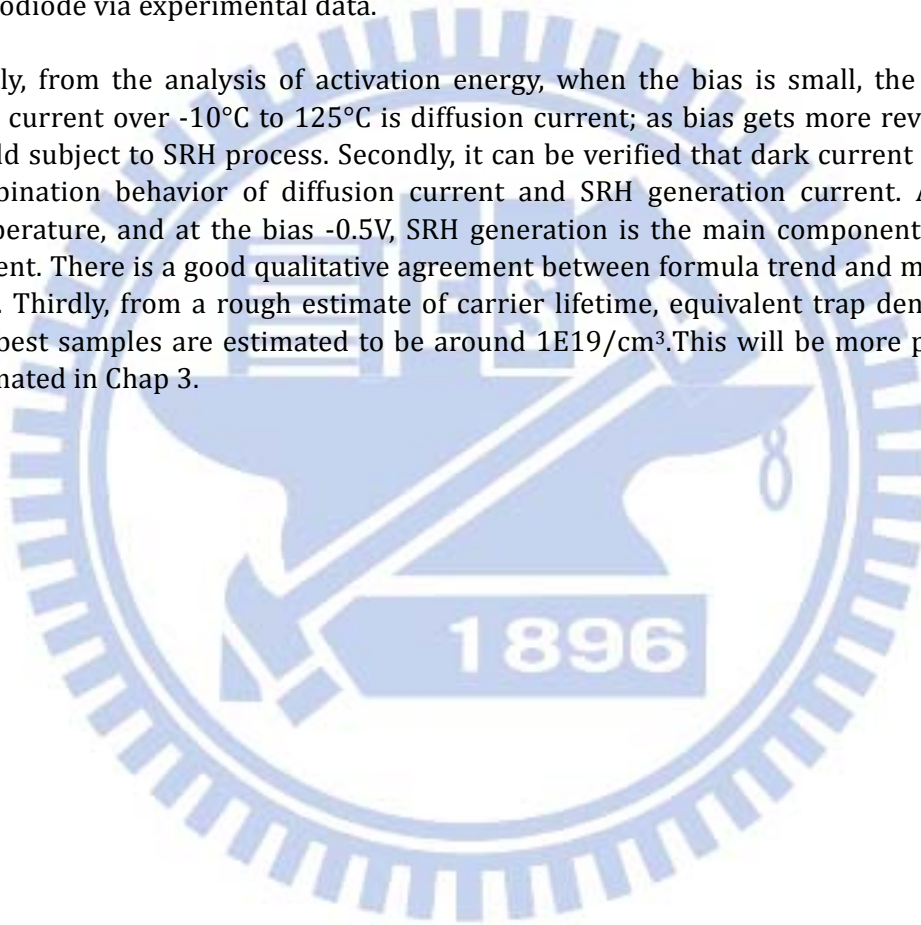 odiode via experimental data.
ly, from the analysis of activation energy, when the bias is small, the
current over -10°C to 125°C is diffusion current; as bias gets more rev
ld subject to SRH process. Secondly, it can be verified that dark current
bination behavior of diffusion current and SRH generation current. A
perature, and at the bias -0.5V, SRH generation is the main component
ent. There is a good qualitative agreement between formula trend and m
. Thirdly, from a rough estimate of carrier lifetime, equivalent trap den
best samples are estimated to be around 1E19/cm³.This will be more p
mated in Chap 3.
1896